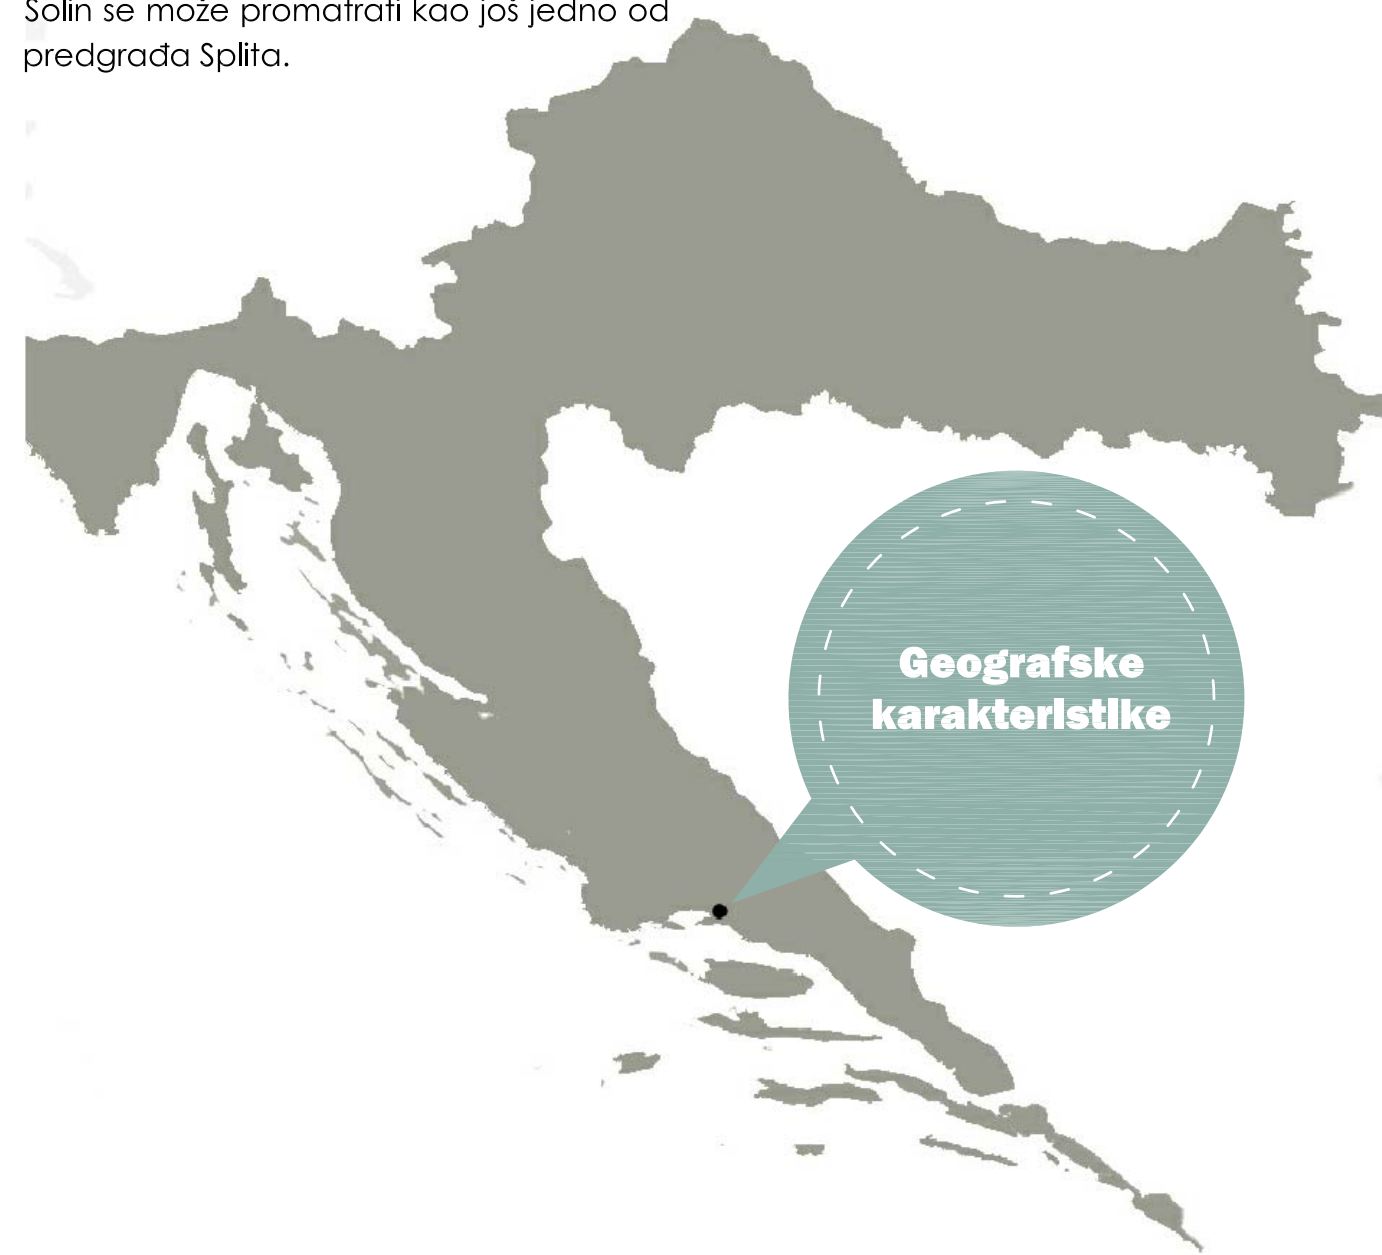 Solin se može promatrati kao još jedno od
predgrađa Splita.
Geografske
karakteristike